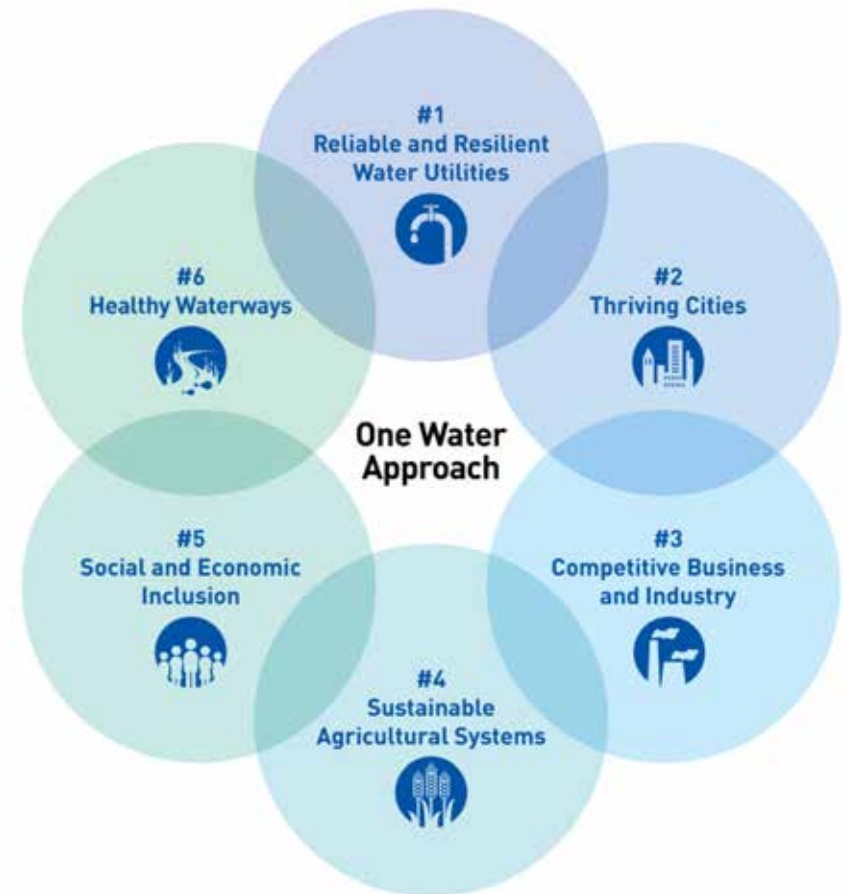 #1
Reliable and Resilient
Water Utilities
#2
Thriving Cities
#3
Competitive Business
and Industry
#4
Sustainable
Agricultural Systems
#5
Social and Economic
Inclusion
#6
Healthy Waterways
One Water
Approach